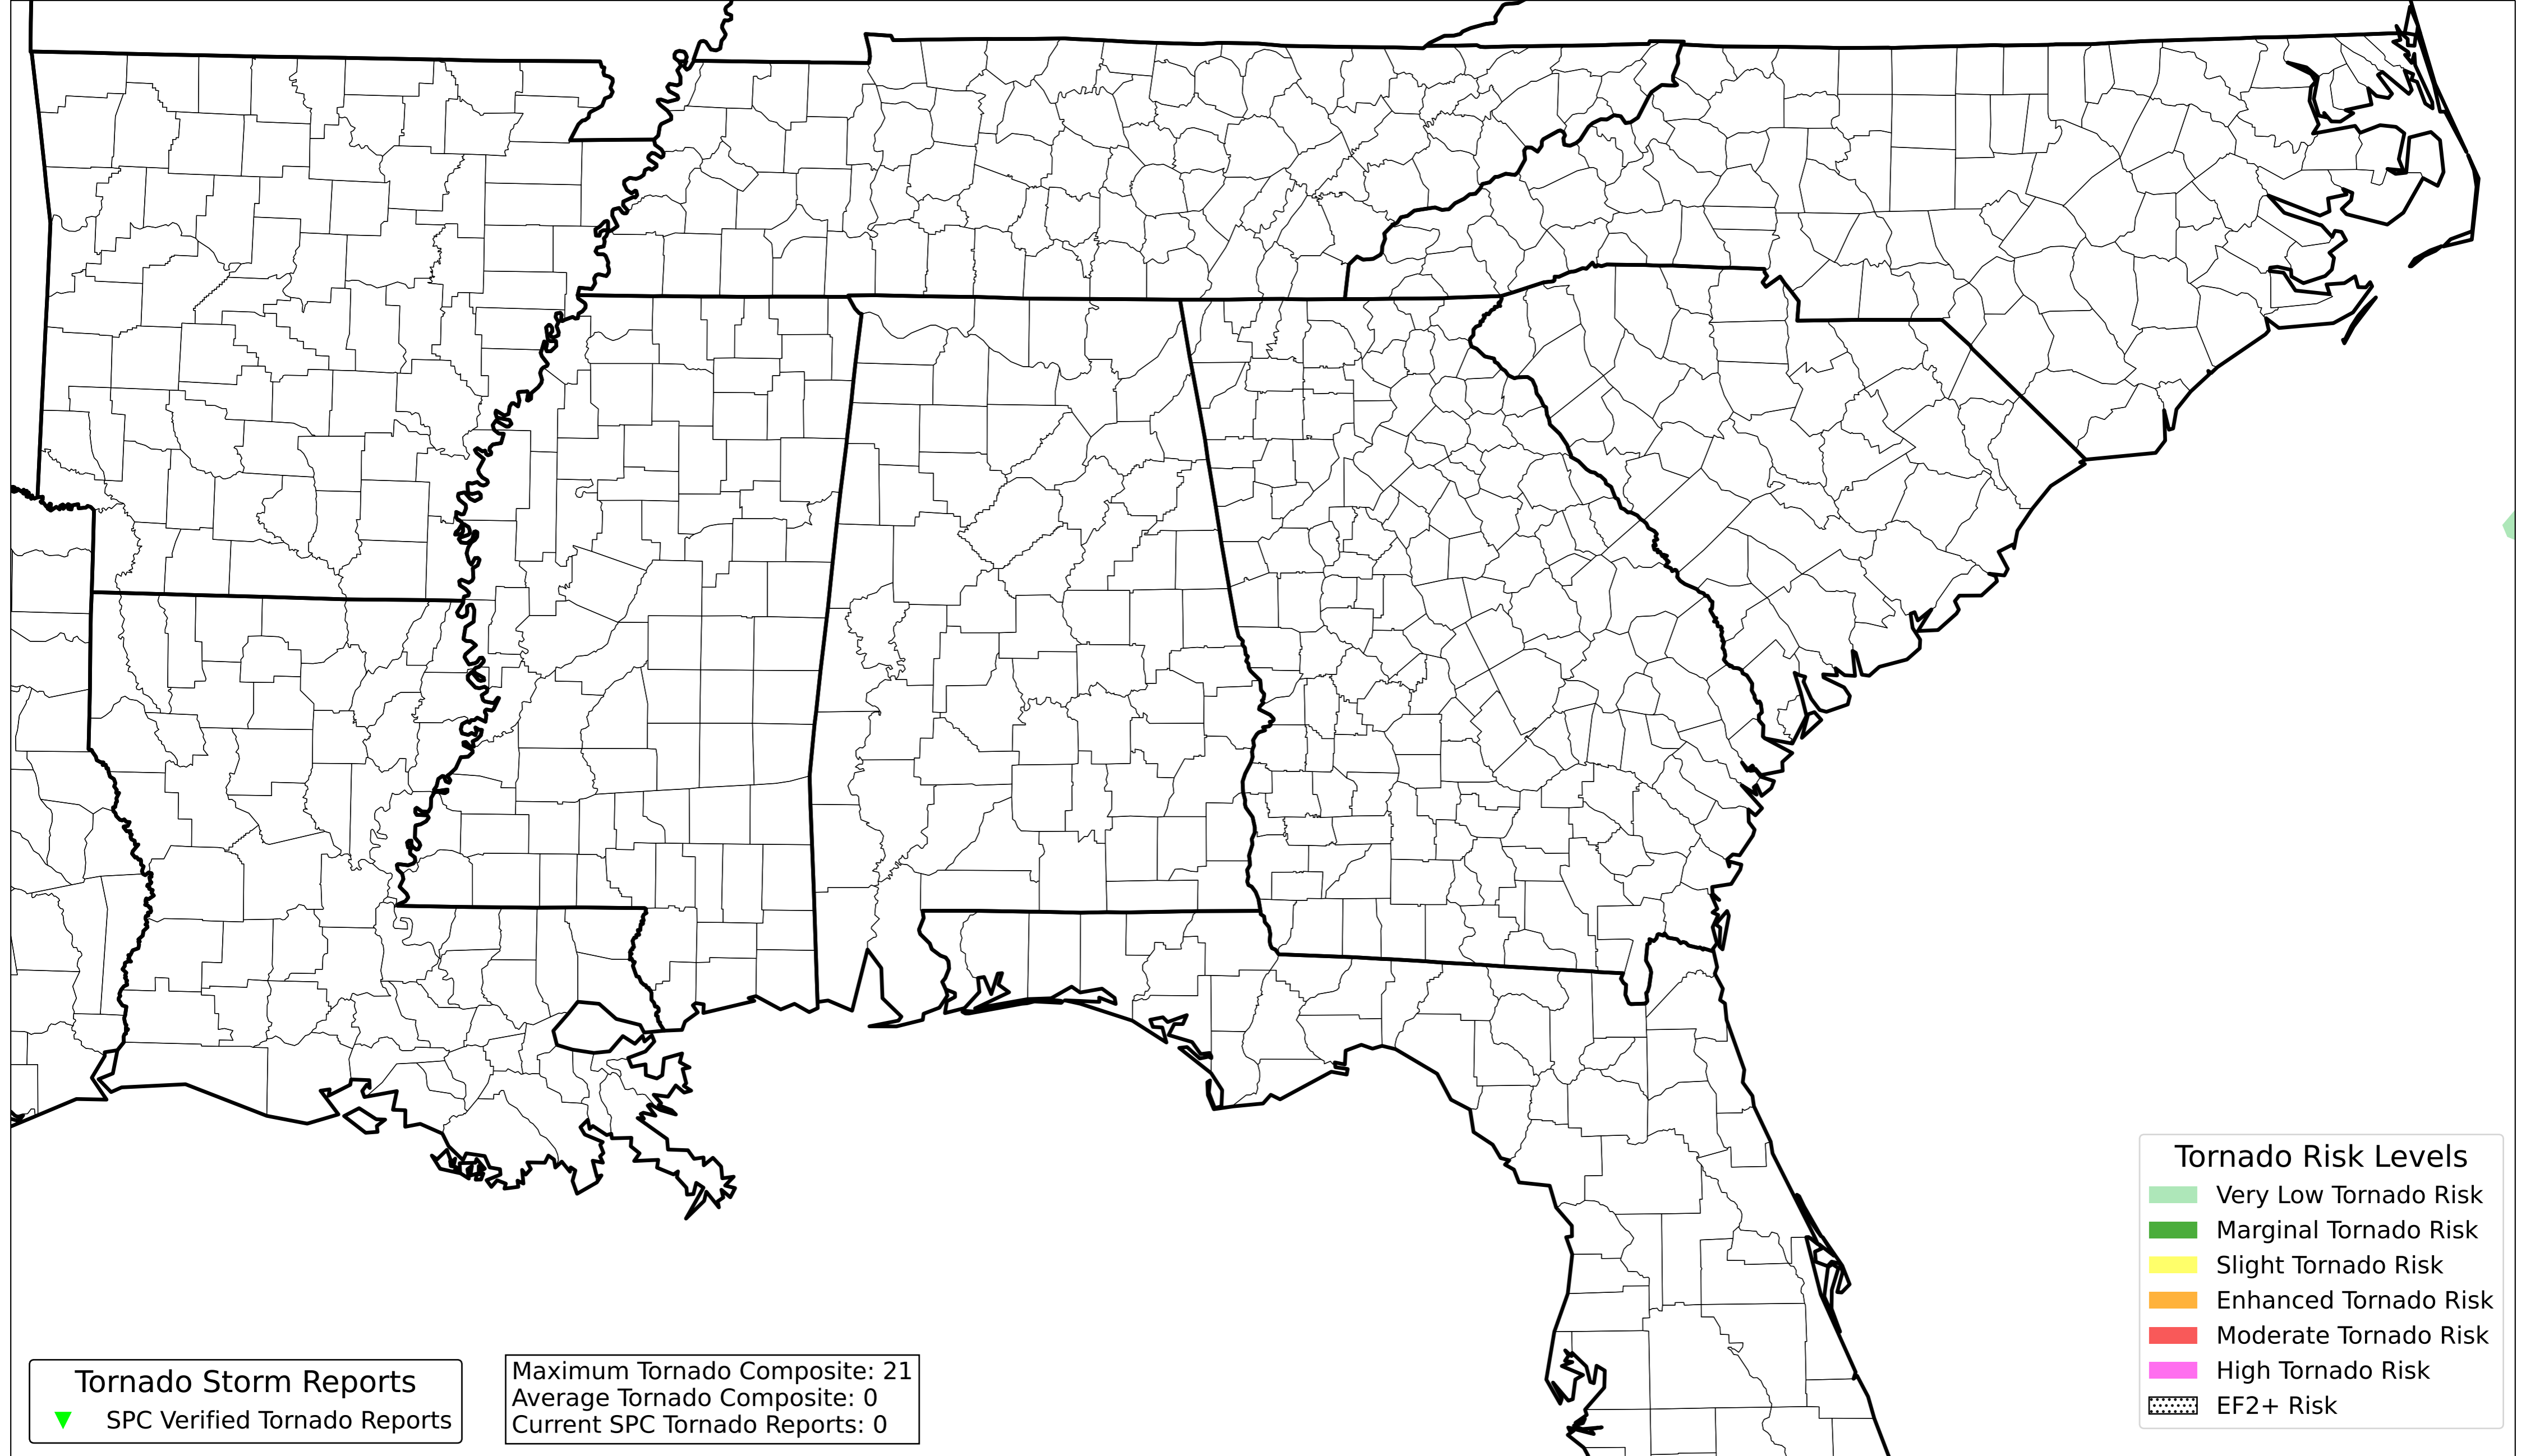 Tornado Risk Levels
Very Low Tornado Risk
Marginal Tornado Risk
Slight Tornado Risk
Enhanced Tornado Risk
Moderate Tornado Risk
High Tornado Risk
EF2+ Risk
Tornado Storm Reports
SPC Verified Tornado Reports
Maximum Tornado Composite: 21
Average Tornado Composite: 0
Current SPC Tornado Reports: 0